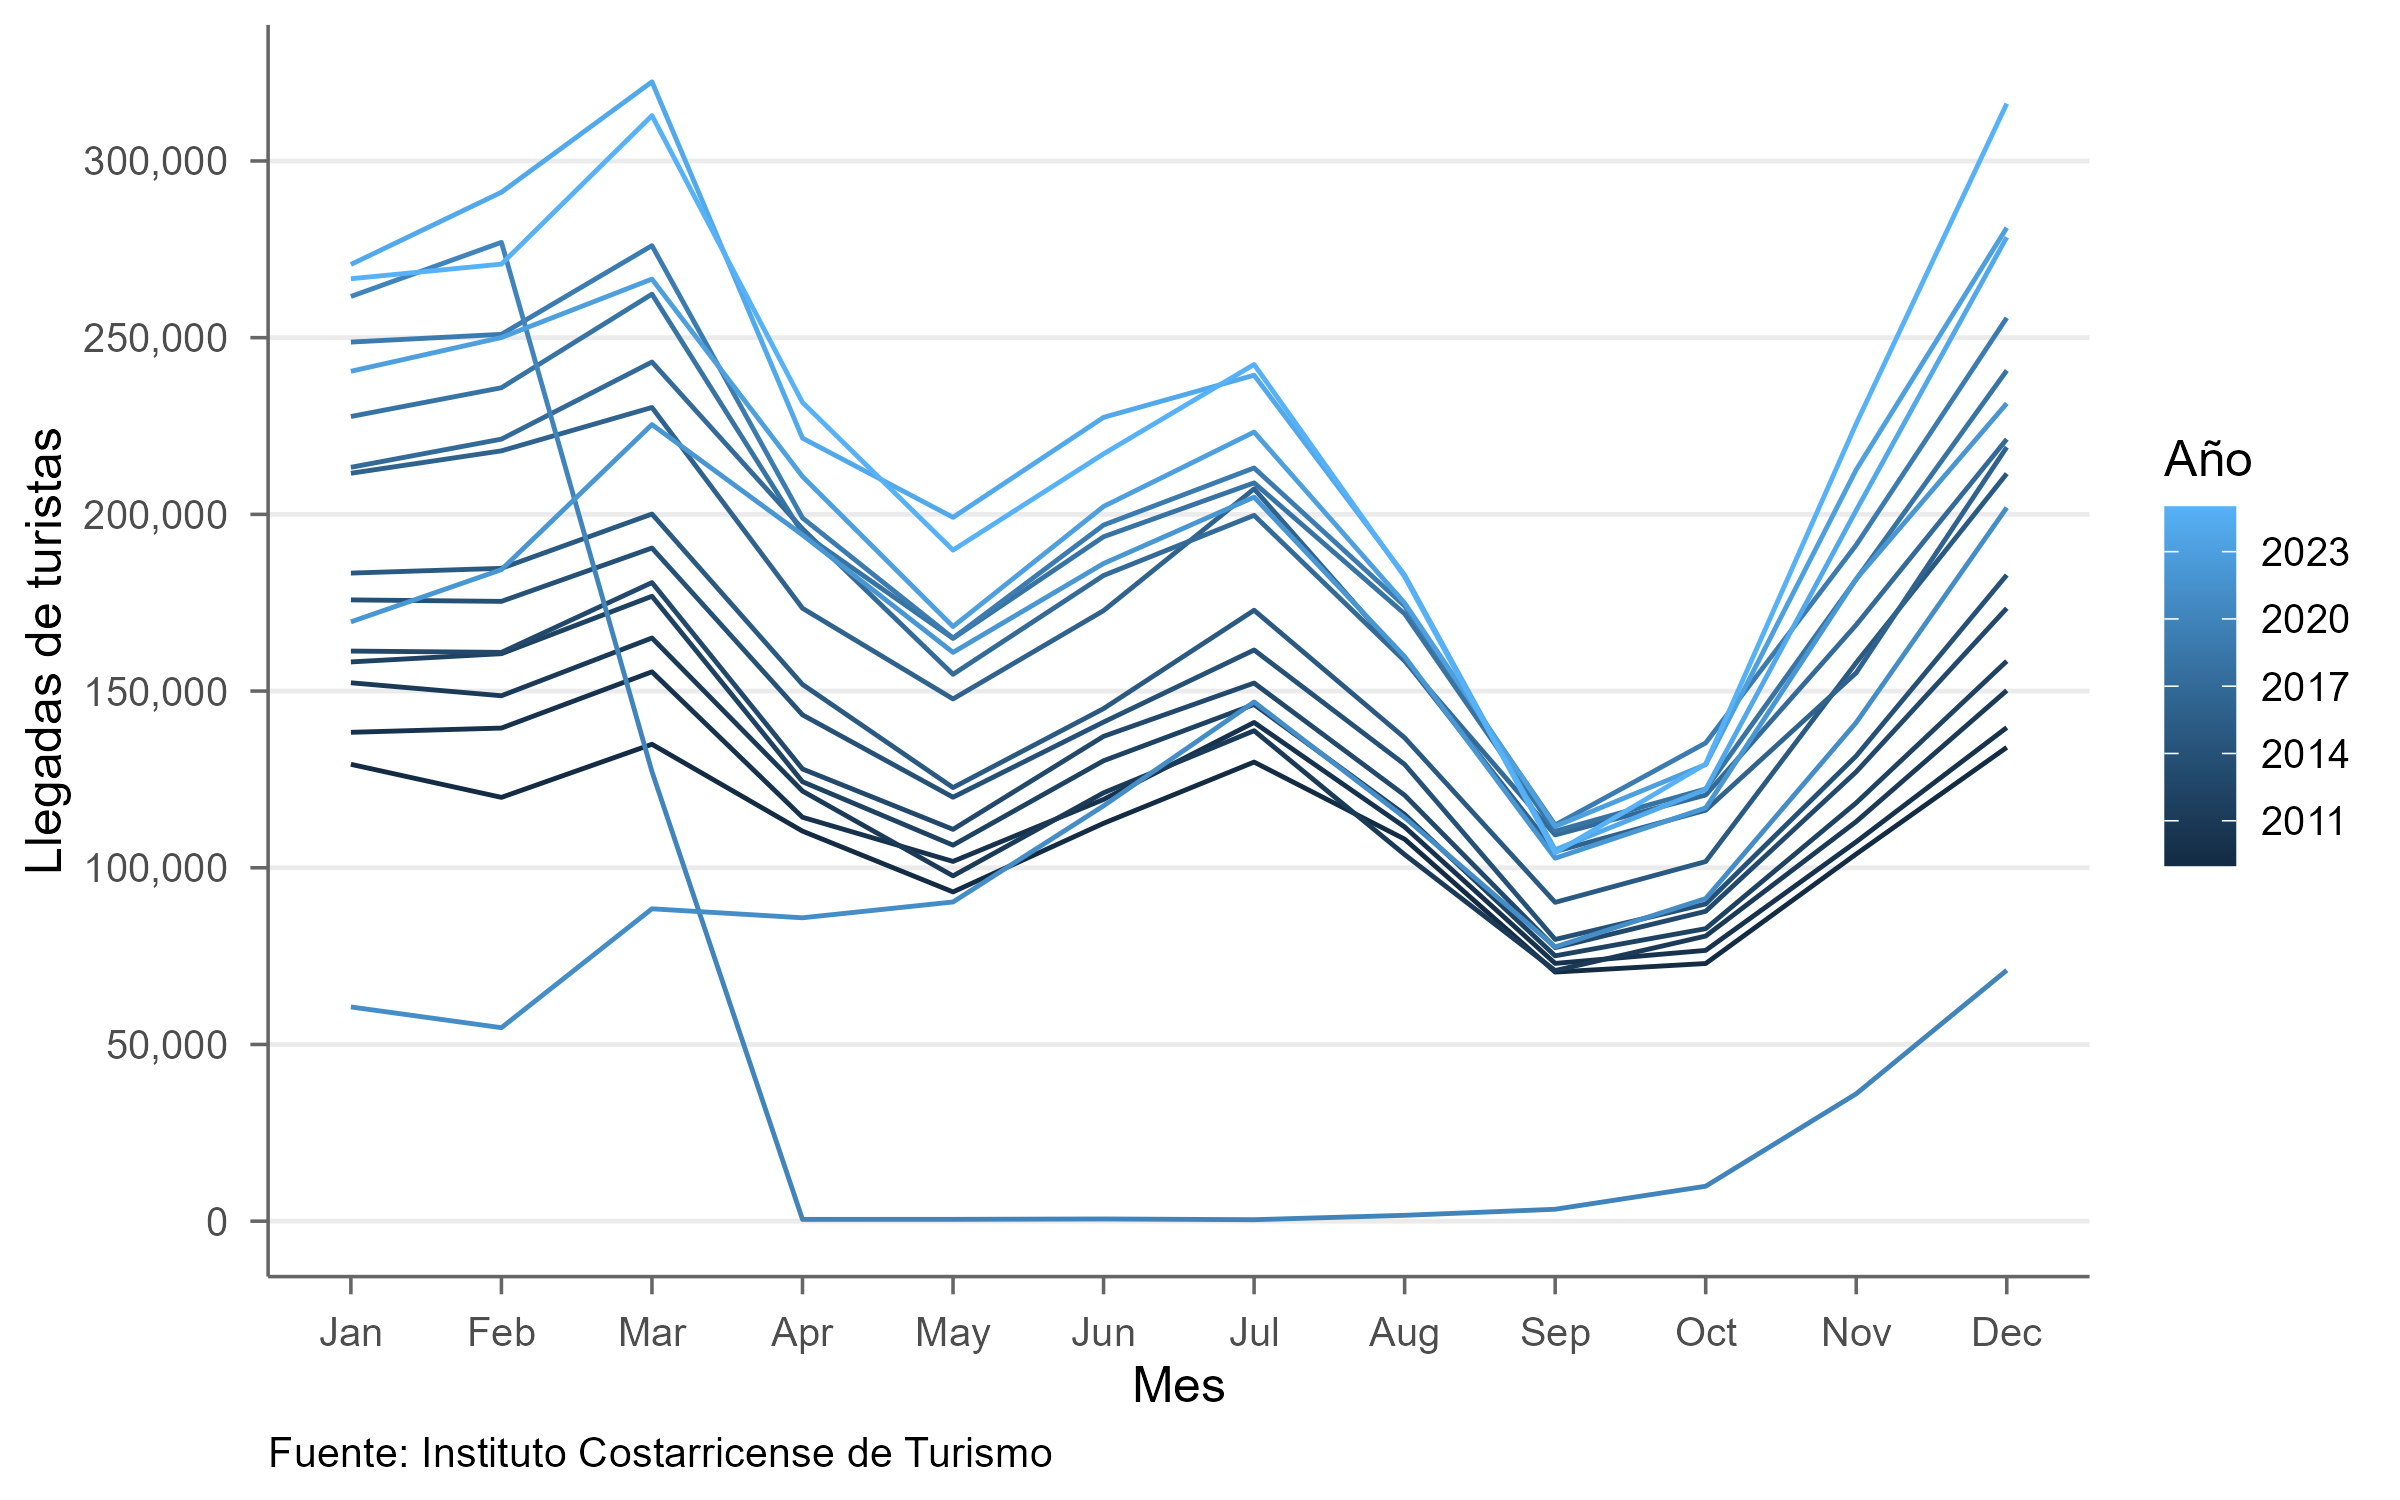 Llegadas de turistas
300,000
250,000
200,000
150,000
100,000
50,000
0
Jan Feb Mar Apr May Jun Jul Aug Sep Oct Nov Dec
Mes
Fuente: Instituto Costarricense de Turismo
Año
2023
2020
2017
2014
2011